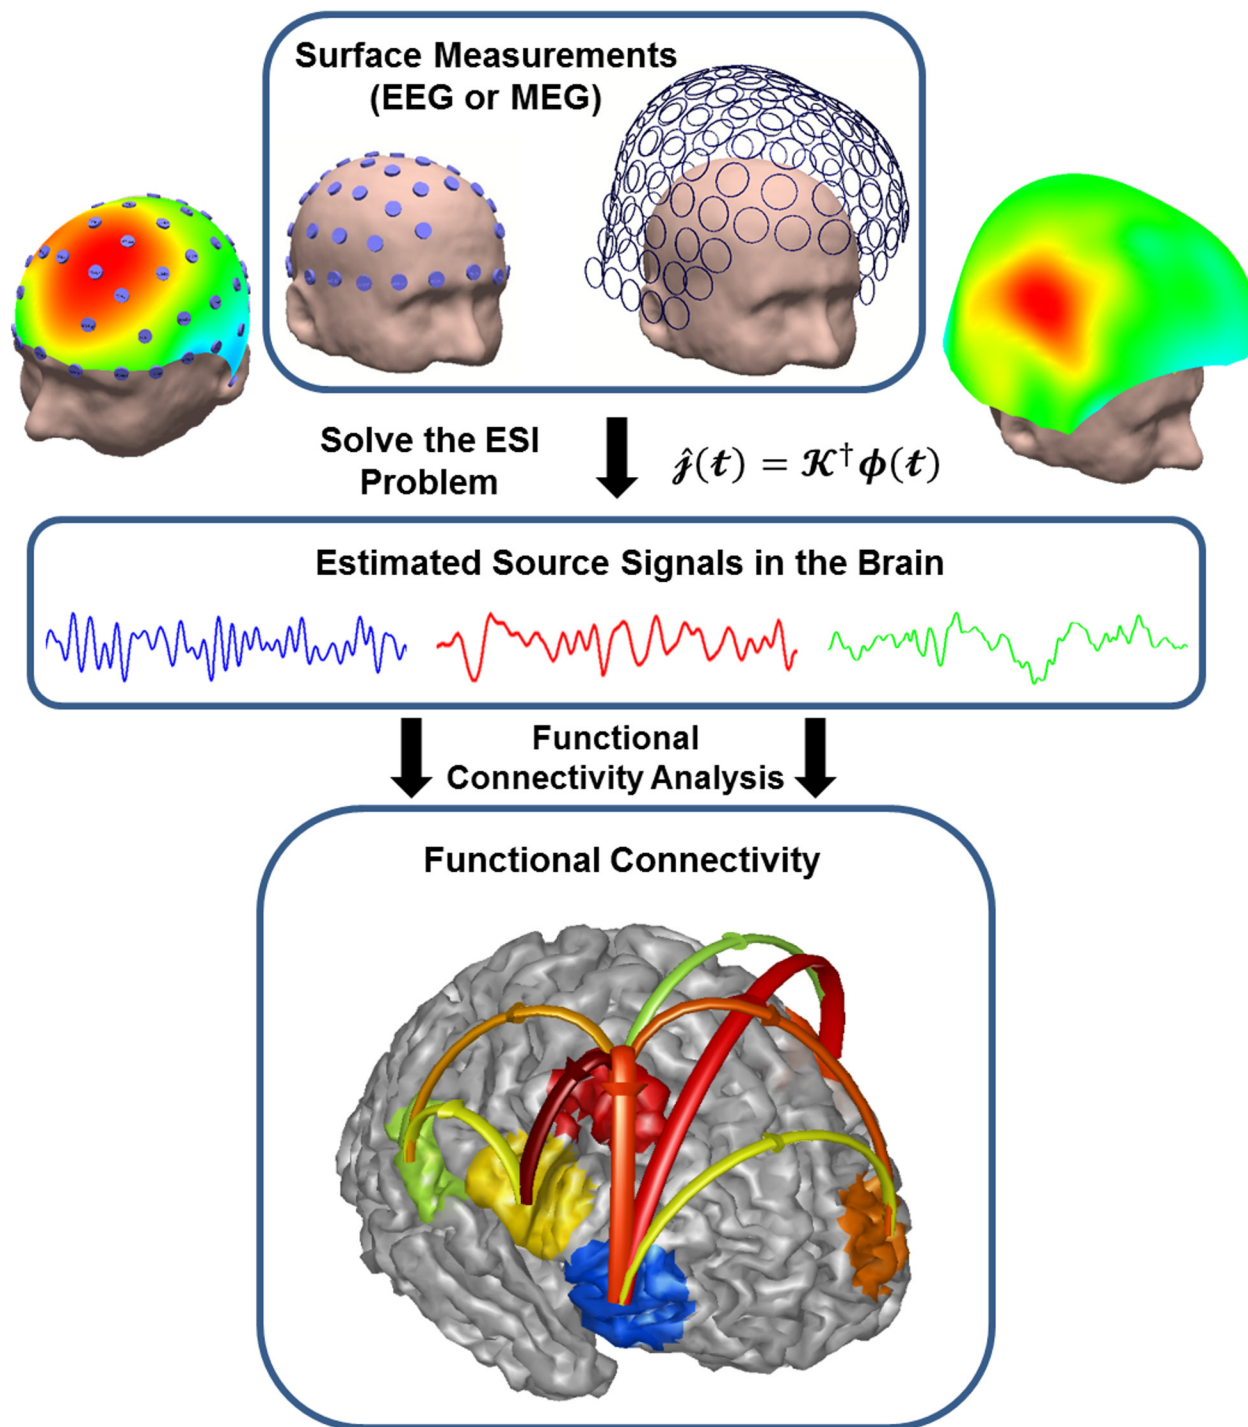 Surface Measurements
(EEG or MEG)
Solve the ESI
Problem
𝒋̂(𝒕) = 𝓚†𝝓(𝒕)
Estimated Source Signals in the Brain
Functional
Connectivity Analysis
Functional Connectivity